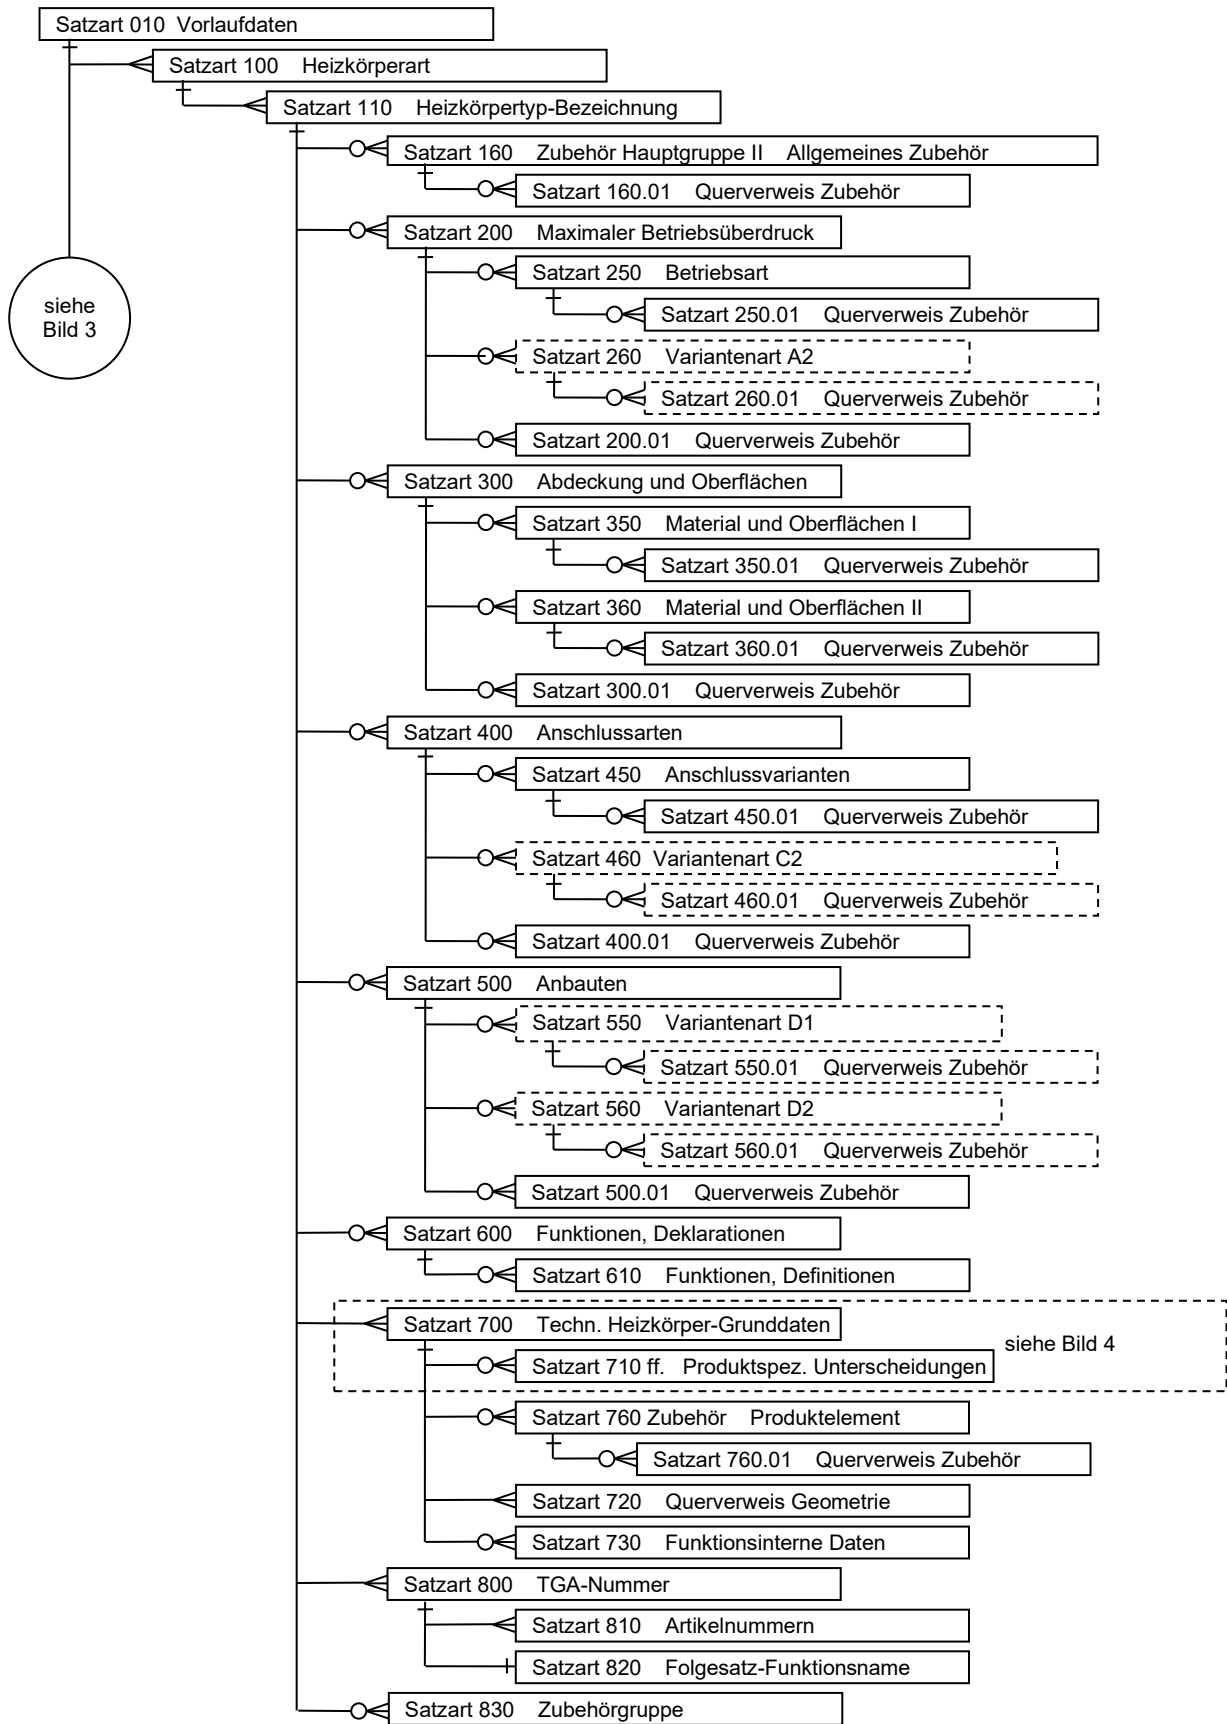 Satzart 010 Vorlaufdaten
Satzart 100 Heizkörperart
Satzart 110 Heizkörpertyp-Bezeichnung
Satzart 160 Zubehör Hauptgruppe II Allgemeines Zubehör
Satzart 160.01 Querverweis Zubehör
Satzart 200 Maximaler Betriebsüberdruck
Satzart 250 Betriebsart
siehe
Bild 3
Satzart 250.01 Querverweis Zubehör
Satzart 260 Variantenart A2
Satzart 260.01 Querverweis Zubehör
Satzart 200.01 Querverweis Zubehör
Satzart 300 Abdeckung und Oberflächen
Satzart 350 Material und Oberflächen I
Satzart 350.01 Querverweis Zubehör
Satzart 360 Material und Oberflächen II
Satzart 360.01 Querverweis Zubehör
Satzart 300.01 Querverweis Zubehör
Satzart 400 Anschlussarten
Satzart 450 Anschlussvarianten
Satzart 450.01 Querverweis Zubehör
Satzart 460 Variantenart C2
Satzart 460.01 Querverweis Zubehör
Satzart 400.01 Querverweis Zubehör
Satzart 500 Anbauten
Satzart 550 Variantenart D1
Satzart 550.01 Querverweis Zubehör
Satzart 560 Variantenart D2
Satzart 560.01 Querverweis Zubehör
Satzart 500.01 Querverweis Zubehör
Satzart 600 Funktionen, Deklarationen
Satzart 610 Funktionen, Definitionen
Satzart 700 Techn. Heizkörper-Grunddaten
siehe Bild 4
Satzart 710 ff. Produktspez. Unterscheidungen
Satzart 760 Zubehör Produktelement
Satzart 760.01 Querverweis Zubehör
Satzart 720 Querverweis Geometrie
Satzart 730 Funktionsinterne Daten
Satzart 800 TGA-Nummer
Satzart 810 Artikelnummern
Satzart 820 Folgesatz-Funktionsname
Satzart 830 Zubehörgruppe